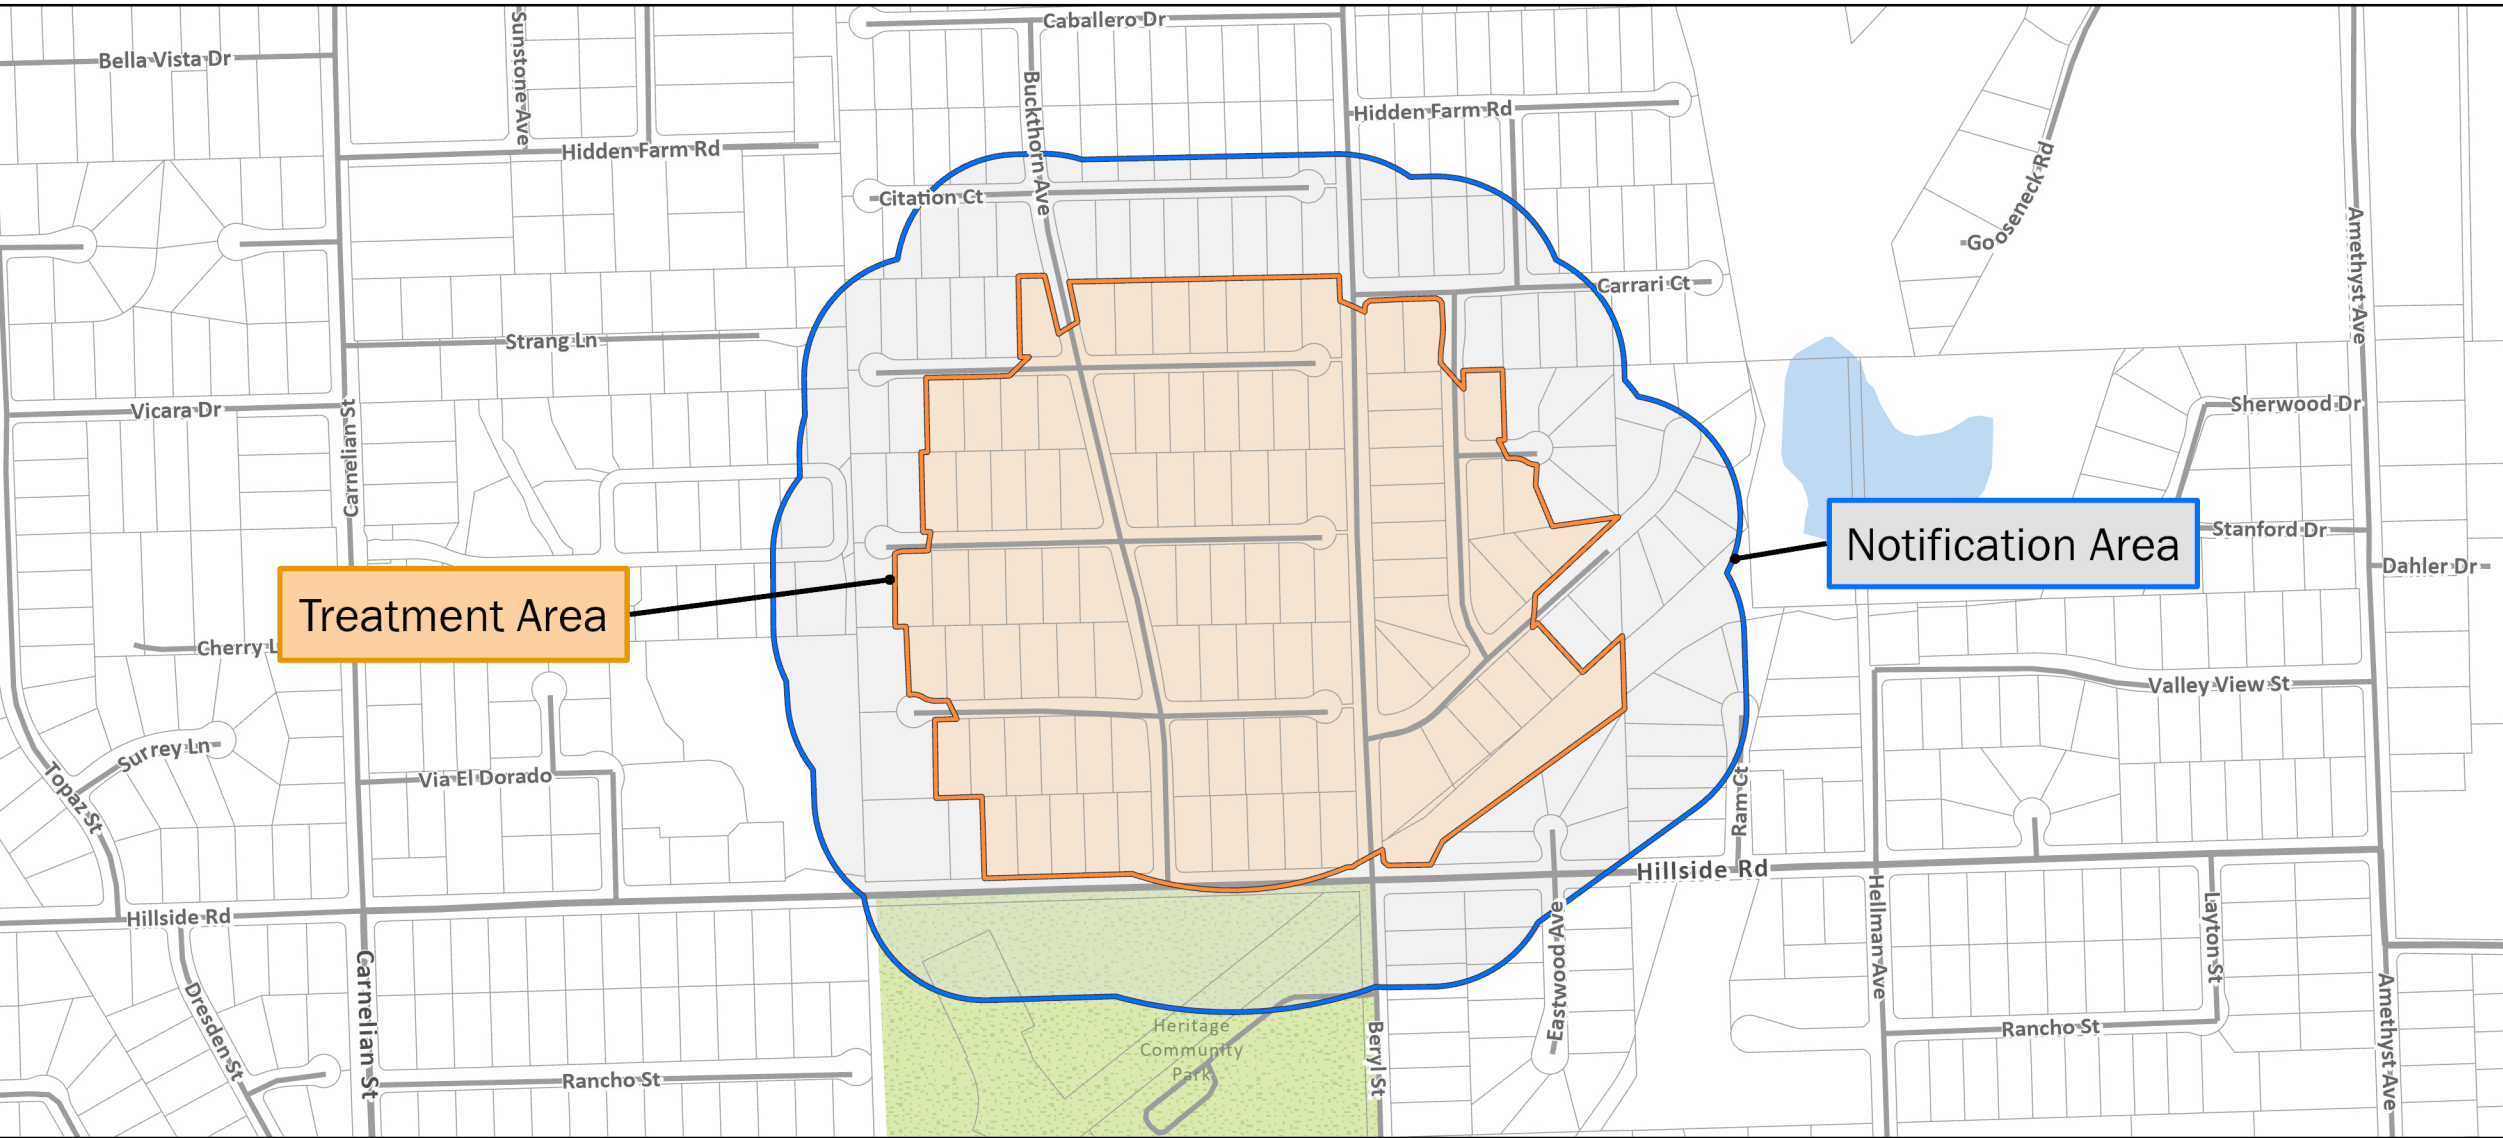 Caballero Dr
Sunstone Ave
Bella Vista Dr
Buckthorn Ave
Hidden Farm Rd
Hidden Farm Rd
Gooseneck Rd
Citation Ct
Amethyst Ave
Carrari Ct
Strang Ln
Vicara Dr
Sherwood Dr
Carnelian St
Stanford Dr
Notification Area
Dahler Dr
Treatment Area
Cherry L
Valley View St
Surrey Ln
Via El Dorado
Topaz St
Ram Ct
Hillside Rd
Hillside Rd
Hellmann Ave
Layton St
Eastwood Ave
Carnelian St
Dresden St
Amethyst Ave
Heritage
Community
Park
Beryl St
Rancho St
Rancho St